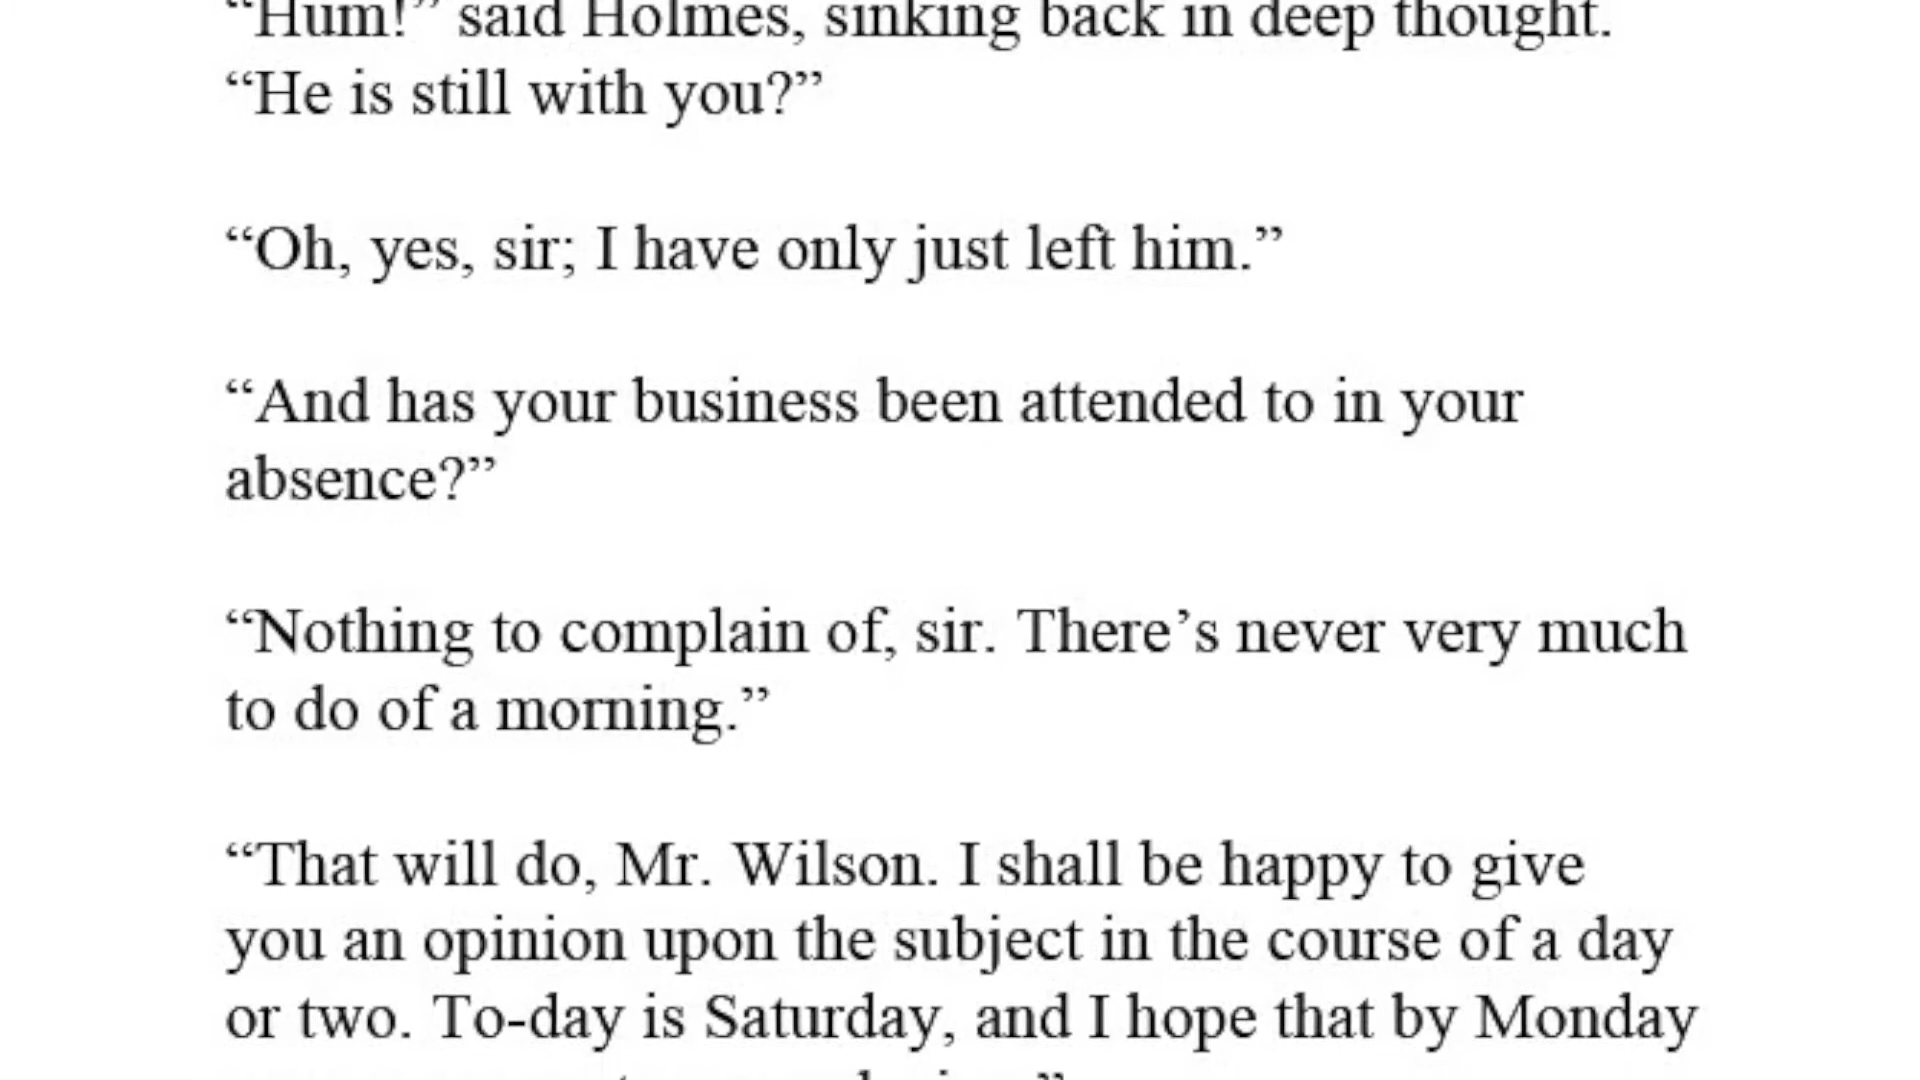 “Hum!” said Holmes, sinking back in deep thought.
“He is still with you?”
“Oh, yes, sir; I have only just left him.”
“And has your business been attended to in your
absence?”
“Nothing to complain of, sir. There’s never very much
to do of a morning.”
“That will do, Mr. Wilson. I shall be happy to give
you an opinion upon the subject in the course of a day
or two. To-day is Saturday, and I hope that by Monday